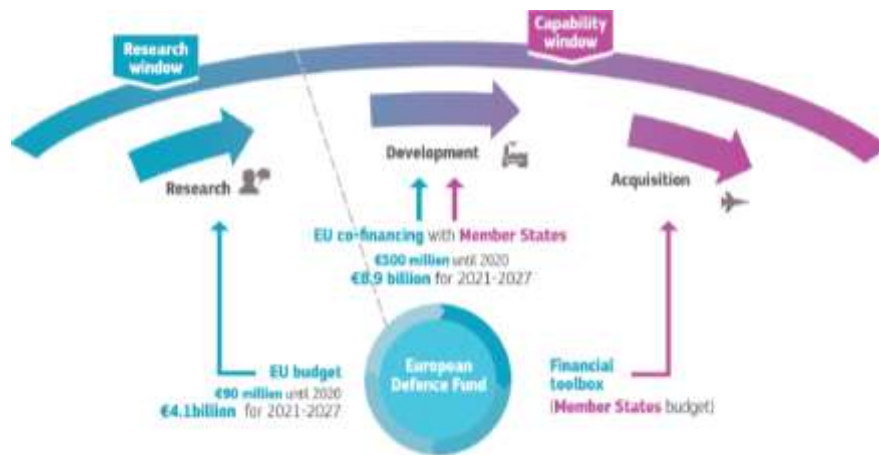 Research
window
Capability
window
Research
Development
Acquisition
EU co-financing with Member States
€500 million until 2020
€8.9 billion for 2021-2027
EU budget
€90 million until 2020
€4.1billion for 2021-2027
European
Defence Fund
Financial
toolbox
(Member States budget)